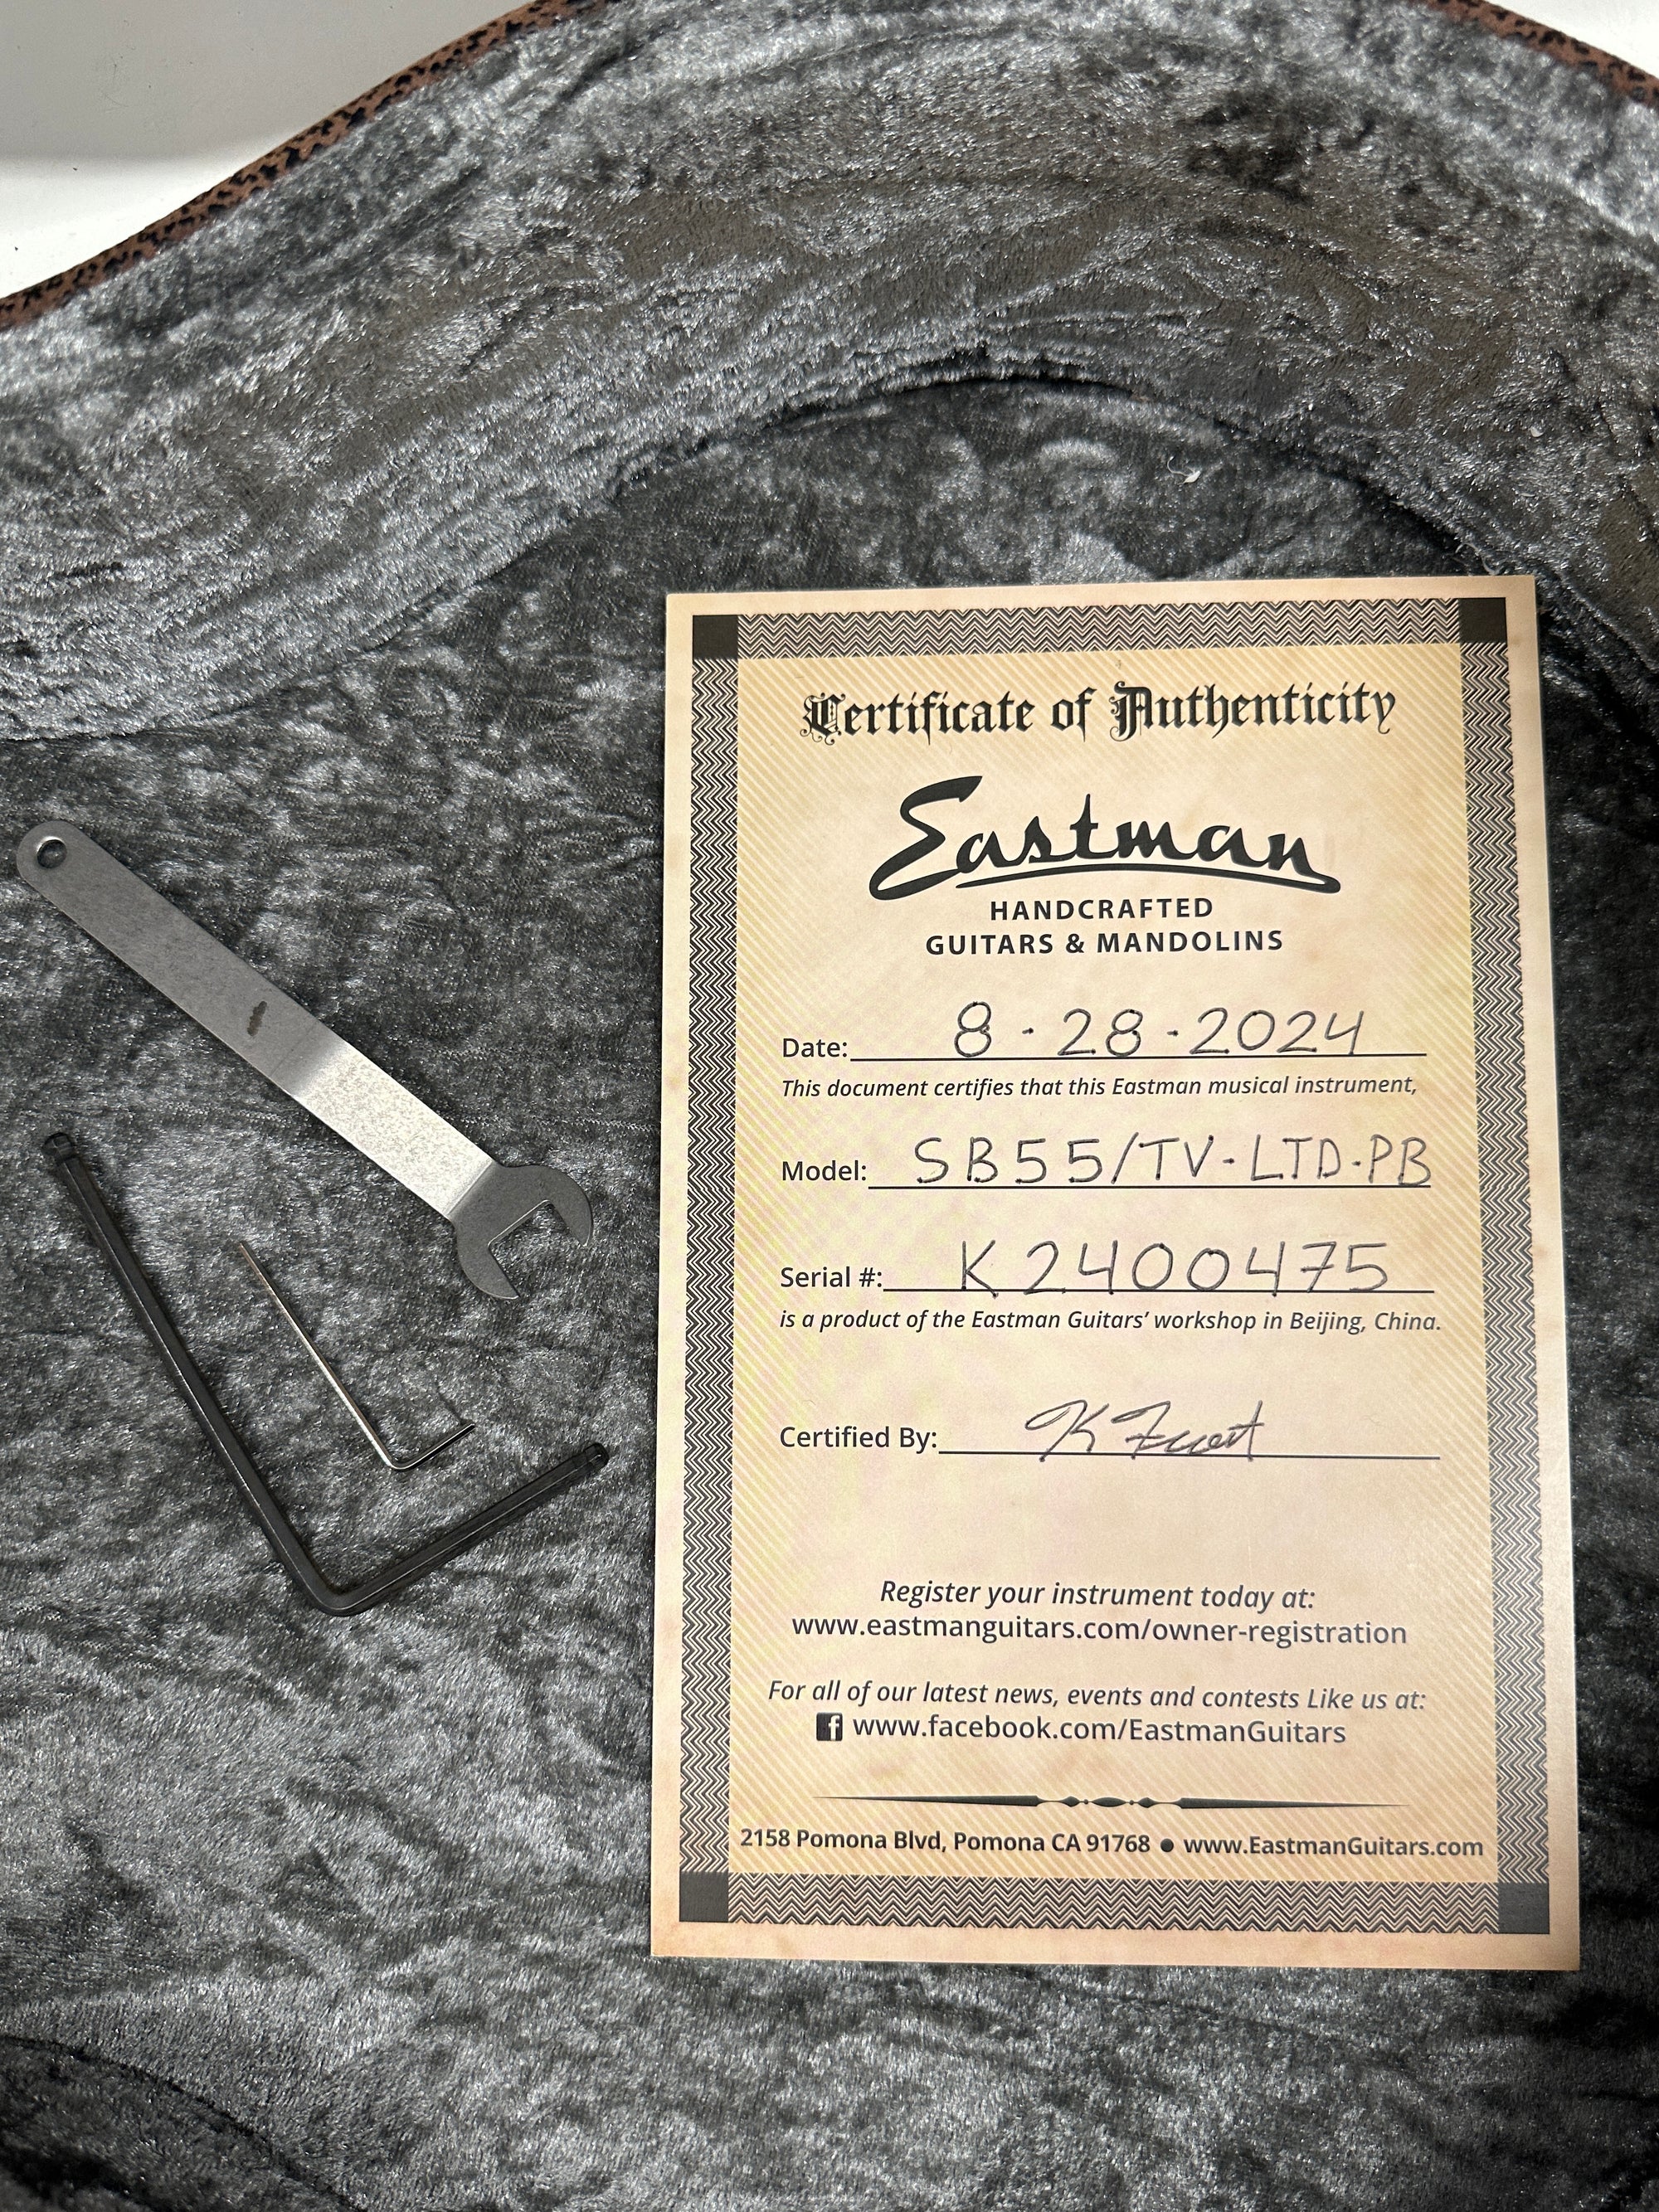 Certificate of Authenticity
Eastman
HANDCRAFTED
GUITARS & MANDOLINS
Date: 8-28-2024
This document certifies that this Eastman musical instrument,
Model: SB55/TV-LTD-PB
Serial #: K2400475
is a product of the Eastman Guitars’ workshop in Beijing, China.
Certified By:
Register your instrument today at:
www.eastmanguitars.com/owner-registration
For all of our latest news, events and contests Like us at:
f www.facebook.com/EastmanGuitars
2158 Pomona Blvd, Pomona CA 91768 ● www.EastmanGuitars.com